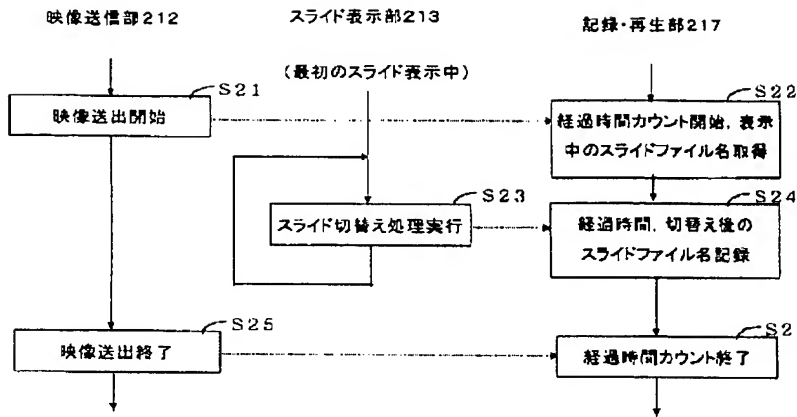 映像送信部212
スライド表示部213
記録・再生部217
(最初のスライド表示中)
S21
映像送出開始
S22
経過時間カウント開始,表示
中のスライドファイル名取得
S23
スライド切替え処理実行
S24
経過時間,切替え後の
スライドファイル名記録
S25
映像送出終了
S2
経過時間カウント終了